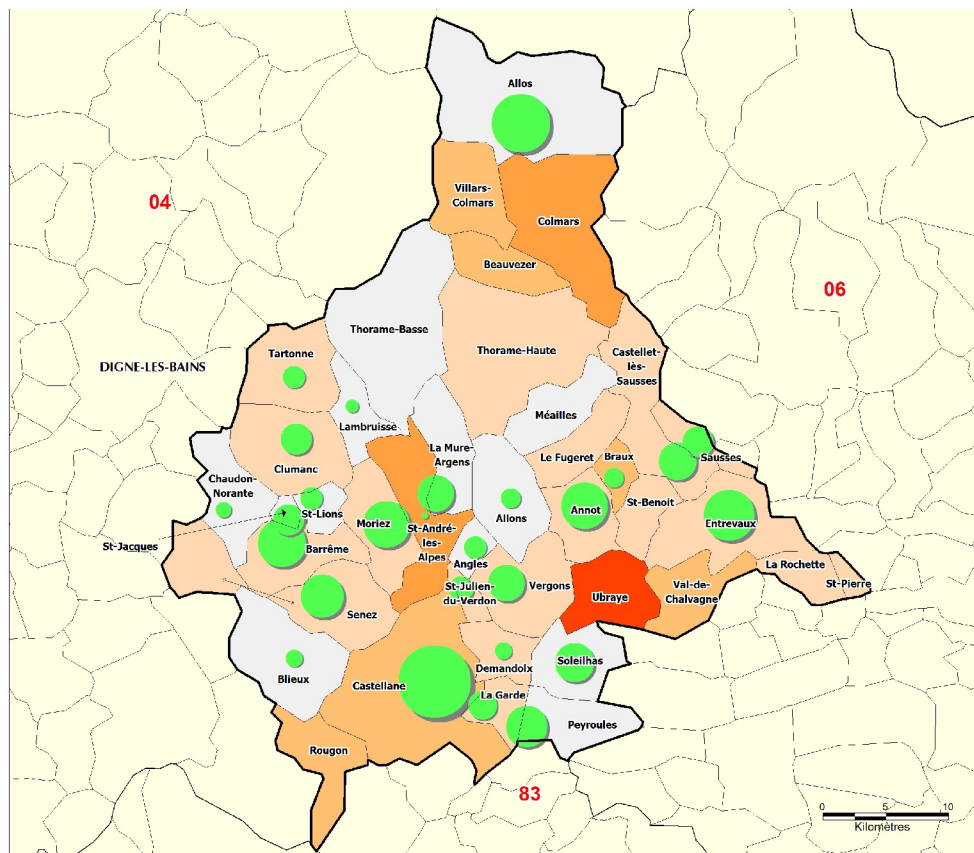 Allos
04
Villars-
Colmars
Colmars
Beauvezer
06
Thorame-Basse
Thorame-Haute
Castellet-
lès-
Sausses
Tartonne
DIGNE-LES-BAINS
Lambruisse
Méailles
La Mure-
Argens
Clumanc
Le Fugeret
Braux
Sausses
Chaudon-
Norante
St-Lions
Moriez
Allons
Annot
St-Benoit
Entrevaux
St-André-
les-
Alpes
St-Jacques
Barrême
Angles
La Rochette
St-Pierre
St-Julien-
du-Verdon
Vergons
Ubraye
Val-de-
Chalvagne
Senez
Blieux
Demandolx
Soleilhas
Castellane
La Garde
Peyroules
Rougon
83
0 5 10
Kilomètres